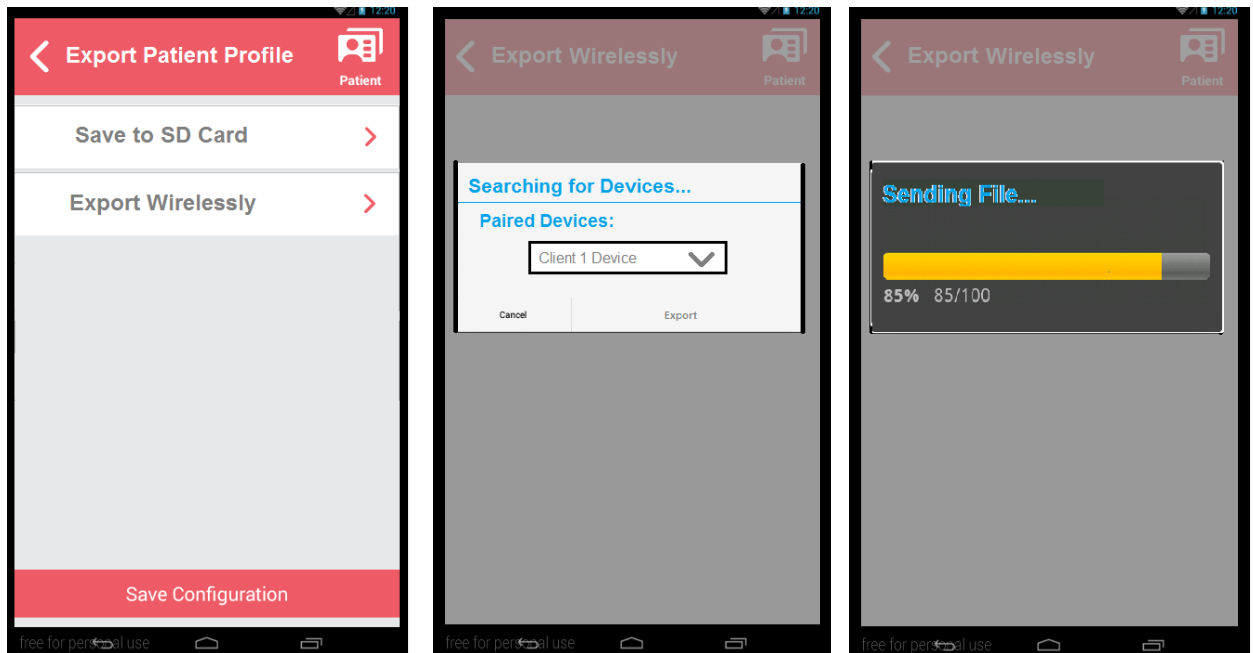 12:20
Export Patient Profile
Patient
Save to SD Card
Export Wirelessly
Save Configuration
free for personal use
12:20
Export Wirelessly
Patient
Searching for Devices...
Paired Devices:
Client 1 Device
Cancel
Export
free for personal use
12:20
Export Wirelessly
Patient
Sending File....
85% 85/100
free for personal use